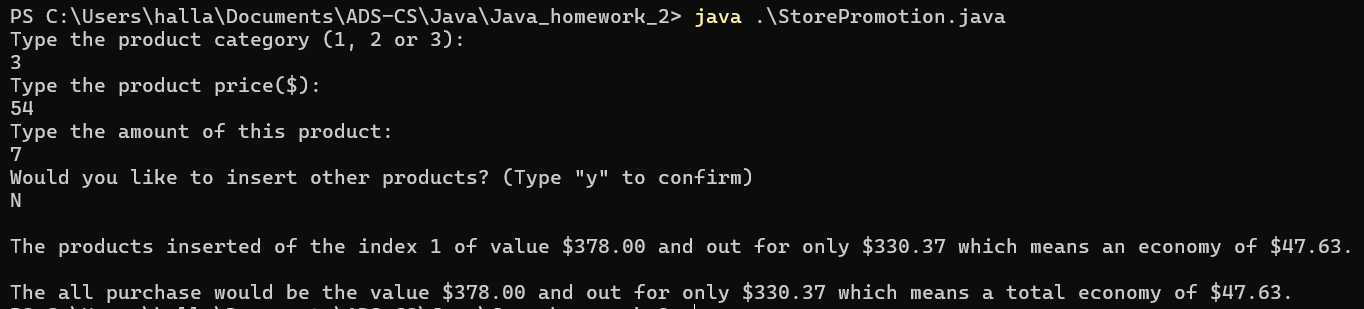 PS C:\Users\halla\Documents\ADS-CS\Java\Java_homework_2> java .\StorePromotion.java
Type the product category (1, 2 or 3):
3
Type the product price($):
54
Type the amount of this product:
7
Would you like to insert other products? (Type "y" to confirm)
N
The products inserted of the index 1 of value $378.00 and out for only $330.37 which means an economy of $47.63.
The all purchase would be the value $378.00 and out for only $330.37 which means a total economy of $47.63.